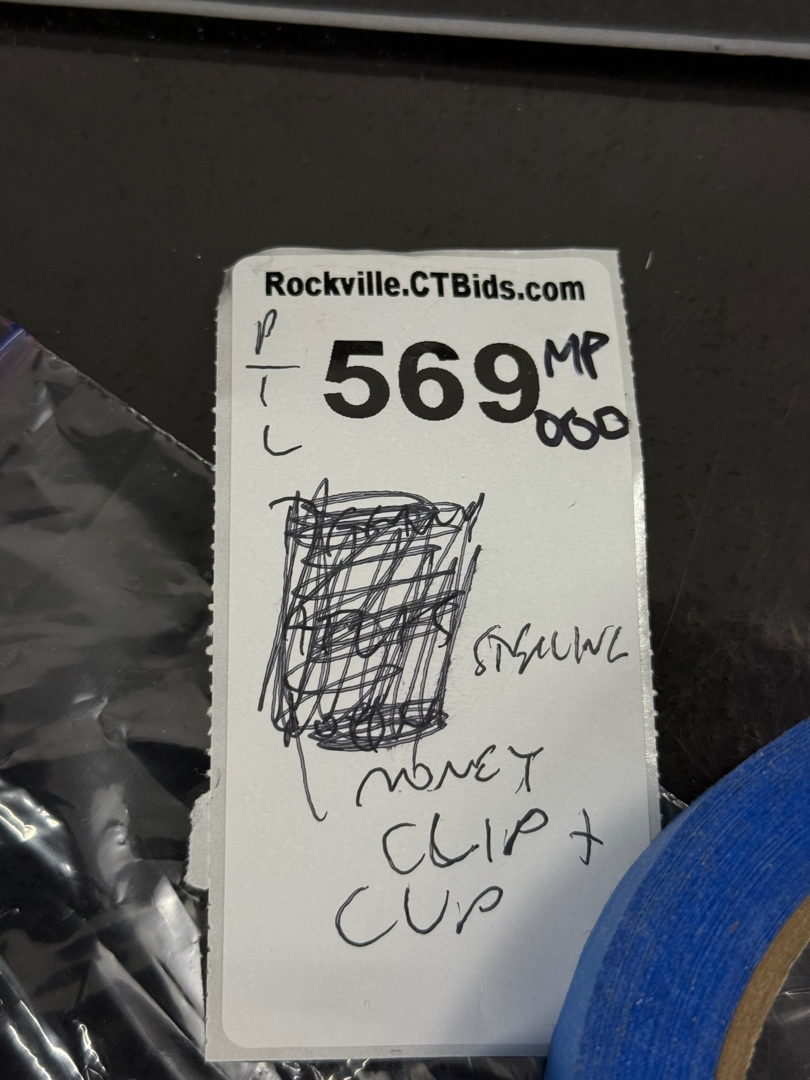 Rockville.CTBids.com
P
T
L
569 MP
000
STERLING
MONEY
CLIP +
CUP